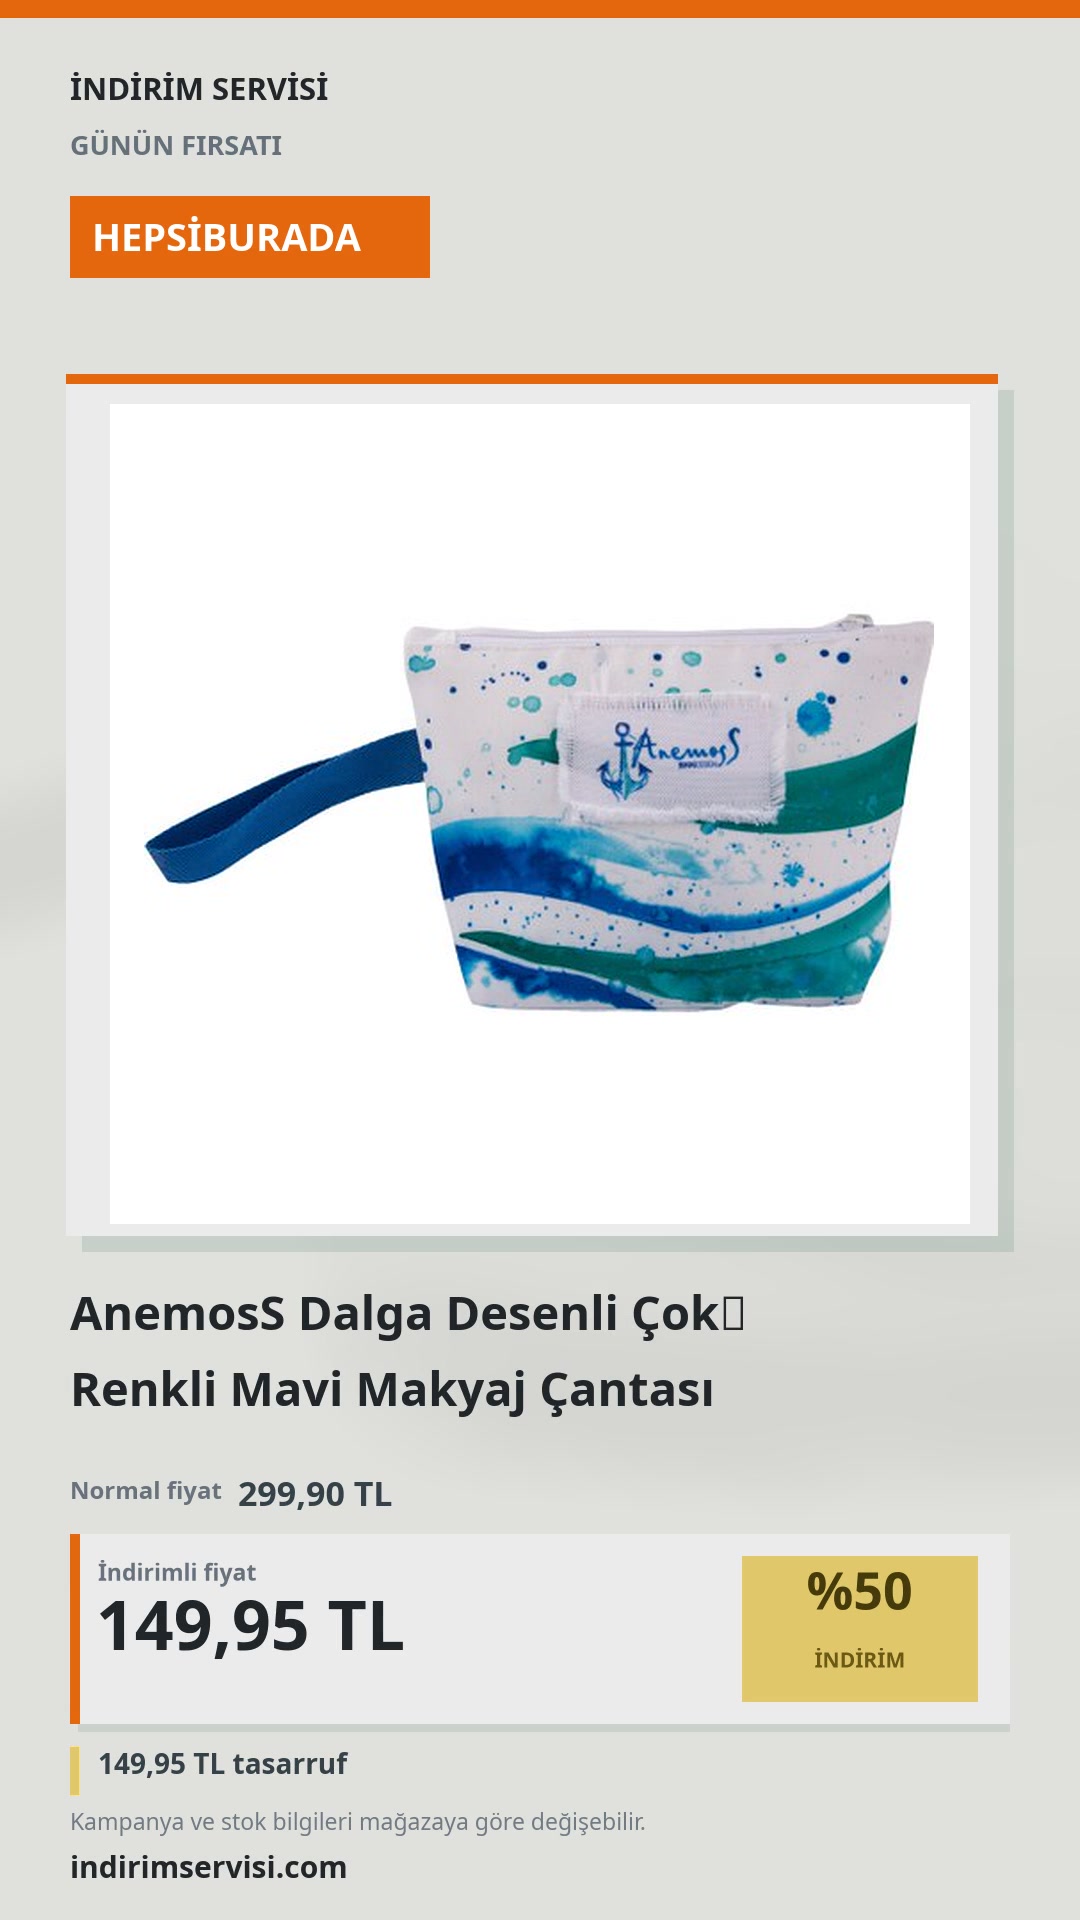 İNDİRİM SERVİSİ
GÜNÜN FIRSATI
HEPSİBURADA
AnemosS
AnemosS Dalga Desenli Çok
Renkli Mavi Makyaj Çantası
Normal fiyat 299,90 TL
İndirimli fiyat
149,95 TL
%50
İNDİRİM
149,95 TL tasarruf
Kampanya ve stok bilgileri mağazaya göre değişebilir.
indirimservisi.com